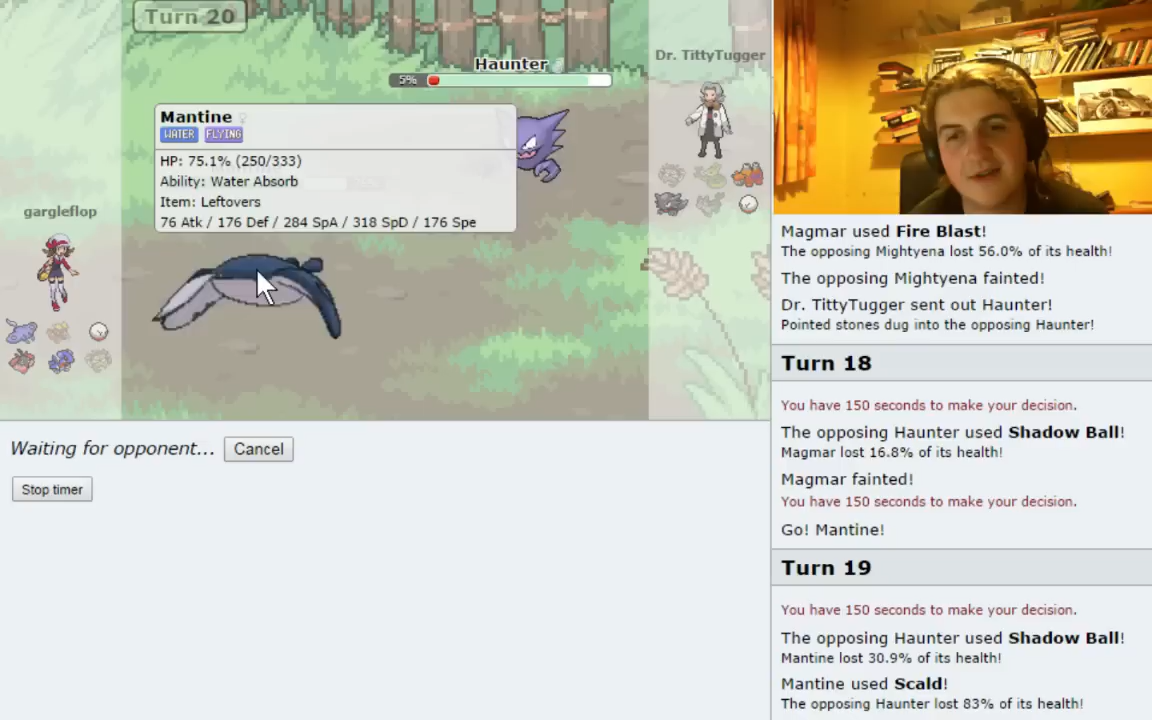 Turn 20
Haunter
Dr. TittyTugger
5%
Mantine
WATER FLYING
HP: 75.1% (250/333)
Ability: Water Absorb
Item: Leftovers
76 Atk / 176 Def / 284 SpA / 318 SpD / 176 Spe
gargleflop
Waiting for opponent... Cancel
Stop timer
Magmar used Fire Blast!
The opposing Mightyena lost 56.0% of its health!
The opposing Mightyena fainted!
Dr. TittyTugger sent out Haunter!
Pointed stones dug into the opposing Haunter!
Turn 18
You have 150 seconds to make your decision.
The opposing Haunter used Shadow Ball!
Magmar lost 16.8% of its health!
Magmar fainted!
You have 150 seconds to make your decision.
Go! Mantine!
Turn 19
You have 150 seconds to make your decision.
The opposing Haunter used Shadow Ball!
Mantine lost 30.9% of its health!
Mantine used Scald!
The opposing Haunter lost 83% of its health!